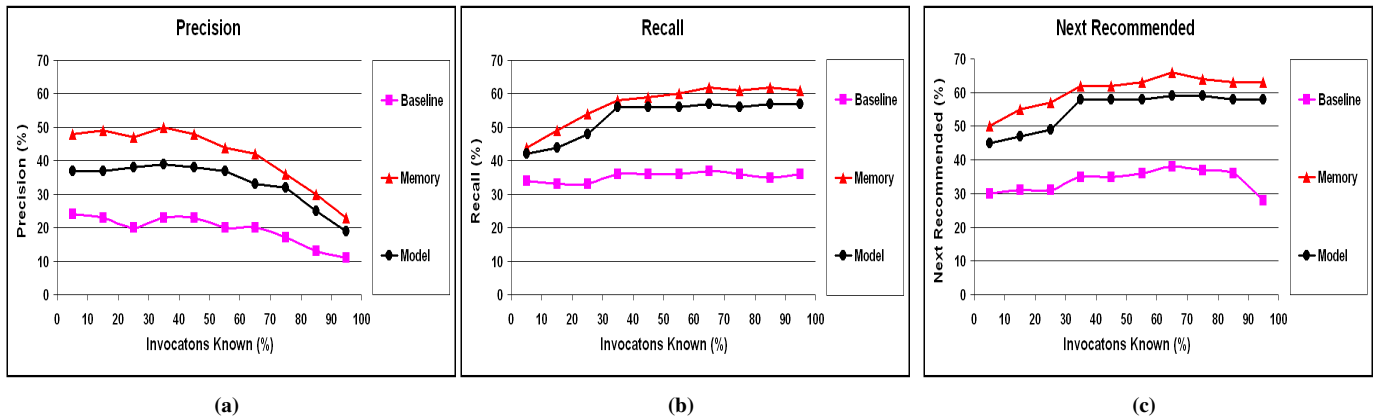 Precision
Precision (%)
70
60
50
40
30
20
10
0
0 10 20 30 40 50 60 70 80 90 100
Invocatons Known (%)
Baseline
Memory
Model
(a)
Recall
Recall (%)
70
60
50
40
30
20
10
0
0 10 20 30 40 50 60 70 80 90 100
Invocatons Known (%)
Baseline
Memory
Model
(b)
Next Recommended
Next Recommended (%)
70
60
50
40
30
20
10
0
0 10 20 30 40 50 60 70 80 90 100
Invocatons Known (%)
Baseline
Memory
Model
(c)